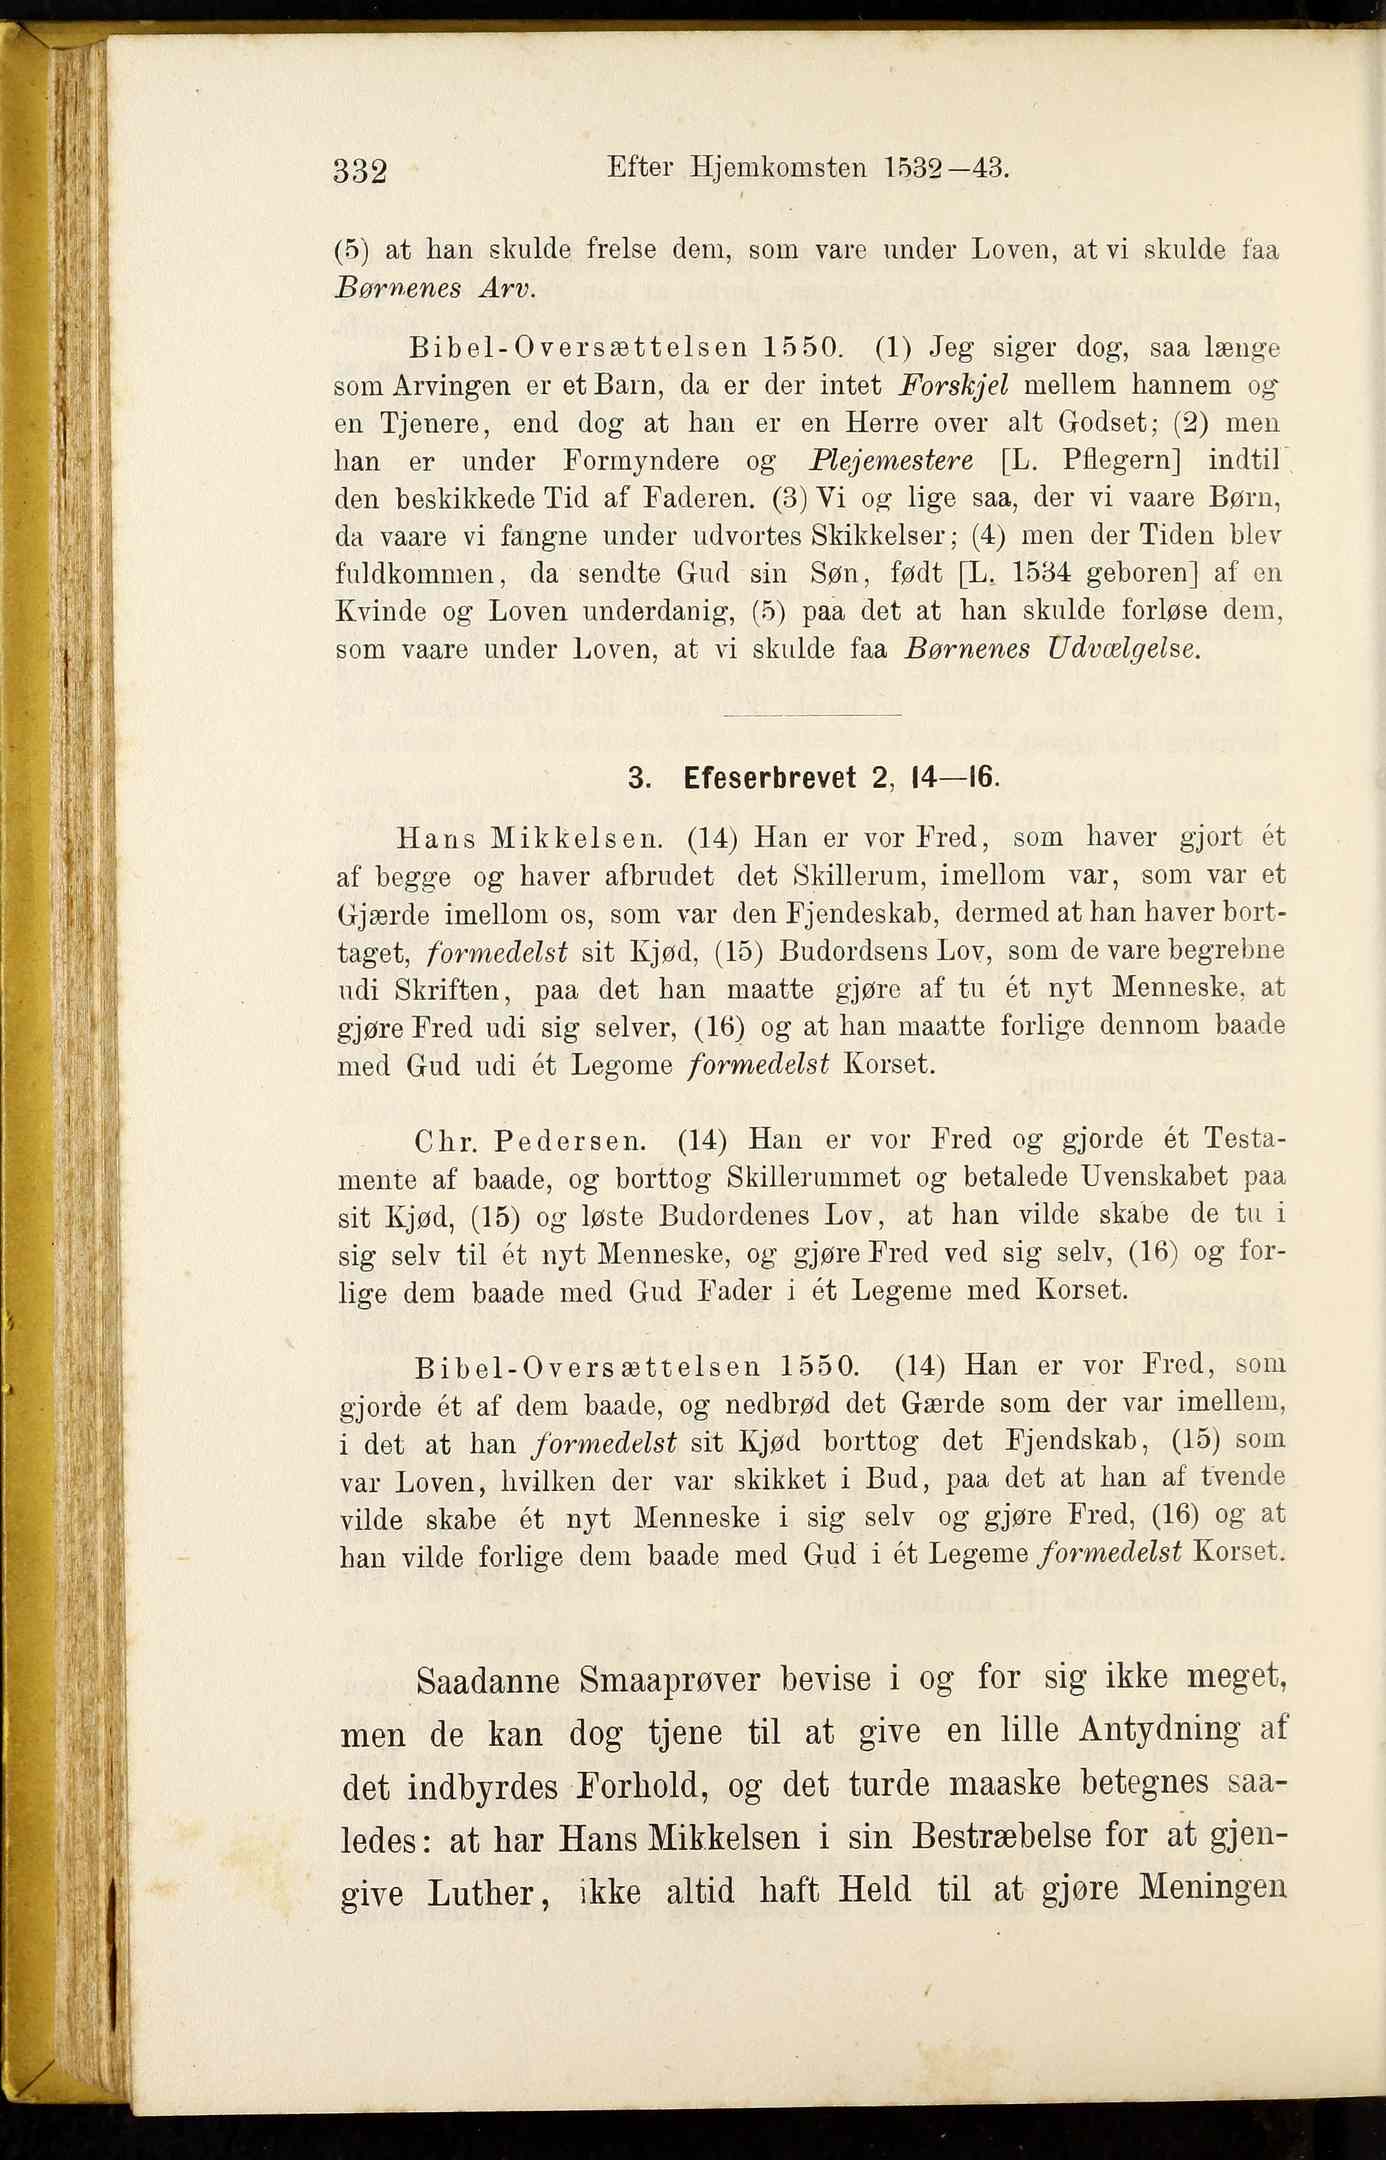 332 Efter Hjemkomsten 1532—43.
(5) at han skulde frelse dem, som vare under Loven, at vi skulde faa
Børnenes Arv.
Bibel-Oversættelsen 1550. (1) Jeg siger dog, saa længe
som Arvingen er et Barn, da er der intet Forskjel mellem hannem og
en Tjenere, end dog at han er en Herre over alt Godset; (2) men
han er under Formyndere og Plejemestere [L. Pflegern] indtil
den beskikkede Tid af Faderen. (3) Vi og lige saa, der vi vaare Børn,
da vaare vi fangne under udvortes Skikkelser; (4) men der Tiden blev
fuldkommen, da sendte Gud sin Søn, født [L. 1534 geboren] af en
Kvinde og Loven underdanig, (5) paa det at han skulde forløse dem,
som vaare under Loven, at vi skulde faa Børnenes Udvælgelse.
3. Efeserbrevet 2, 14—16.
Hans Mikkelsen. (14) Han er vor Fred, som haver gjort ét
af begge og haver afbrudet det Skillerum, imellom var, som var et
Gjærde imellom os, som var den Fjendeskab, dermed at han haver bort-
taget, formedelst sit Kjød, (15) Budordsens Lov, som de vare begrebne
udi Skriften, paa det han maatte gjøre af tu ét nyt Menneske, at
gjøre Fred udi sig selver, (16) og at han maatte forlige dennom baade
med Gud udi ét Legome formedelst Korset.
Chr. Pedersen. (14) Han er vor Fred og gjorde ét Testa-
mente af baade, og borttog Skillerummet og betalede Uvenskabet paa
sit Kjød, (15) og løste Budordenes Lov, at han vilde skabe de tu i
sig selv til ét nyt Menneske, og gjøre Fred ved sig selv, (16) og for-
lige dem baade med Gud Fader i ét Legeme med Korset.
Bibel-Oversættelsen 1550. (14) Han er vor Fred, som
gjorde ét af dem baade, og nedbrød det Gærde som der var imellem,
i det at han formedelst sit Kjød borttog det Fjendskab, (15) som
var Loven, hvilken der var skikket i Bud, paa det at han af tvende
vilde skabe ét nyt Menneske i sig selv og gjøre Fred, (16) og at
han vilde forlige dem baade med Gud i ét Legeme formedelst Korset.
Saadanne Smaaprøver bevise i og for sig ikke meget,
men de kan dog tjene til at give en lille Antydning af
det indbyrdes Forhold, og det turde maaske betegnes saa-
ledes: at har Hans Mikkelsen i sin Bestræbelse for at gjen-
give Luther, ikke altid haft Held til at gjøre Meningen